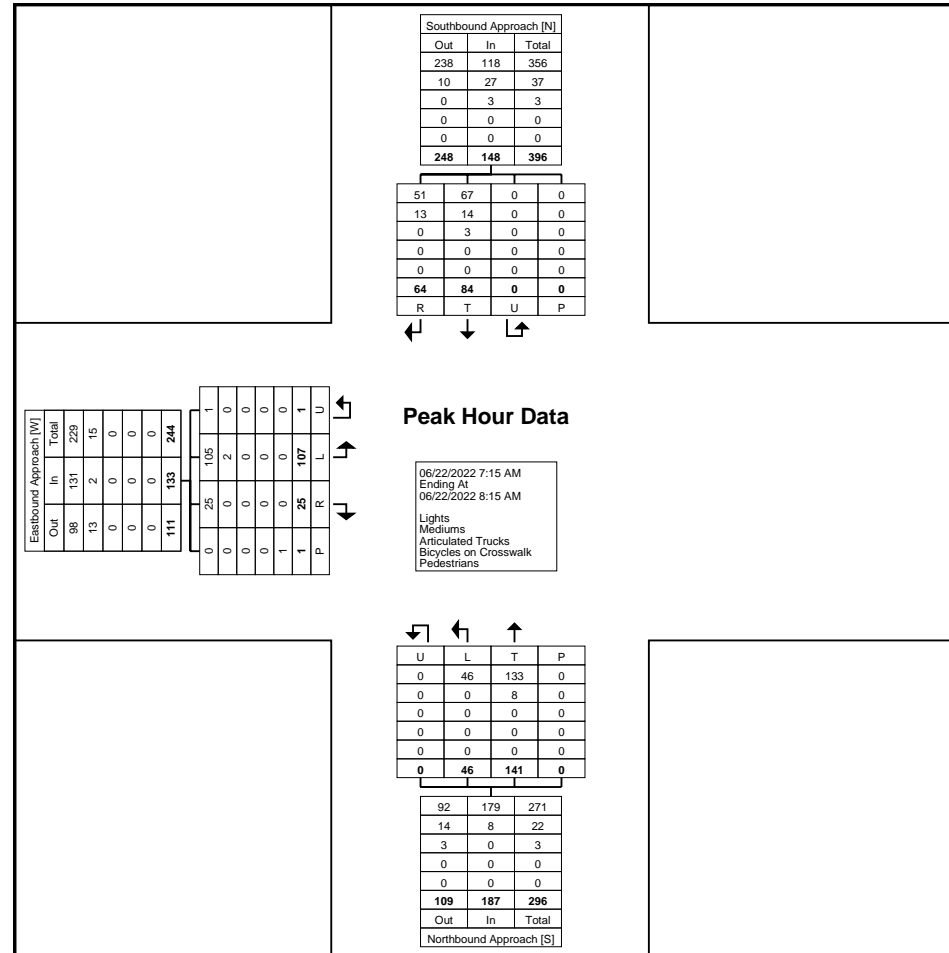 Southbound Approach [N]
Out In Total
238 118 356
10 27 37
0 3 3
0 0 0
0 0 0
248 148 396
51 67 0 0
13 14 0 0
0 3 0 0
0 0 0 0
0 0 0 0
64 84 0 0
R T U P
Eastbound Approach [W]
Out In Total
98 131 229
13 2 15
0 0 0
0 0 0
0 0 0
111 133 244
0 25 105 1
0 0 2 0
0 0 0 0
0 0 0 0
1 0 0 0
1 25 107 1
P R L U
Peak Hour Data
06/22/2022 7:15 AM
Ending At
06/22/2022 8:15 AM
Lights
Mediums
Articulated Trucks
Bicycles on Crosswalk
Pedestrians
U L T P
0 46 133 0
0 0 8 0
0 0 0 0
0 0 0 0
0 0 0 0
0 46 141 0
92 179 271
14 8 22
3 0 3
0 0 0
0 0 0
109 187 296
Out In Total
Northbound Approach [S]